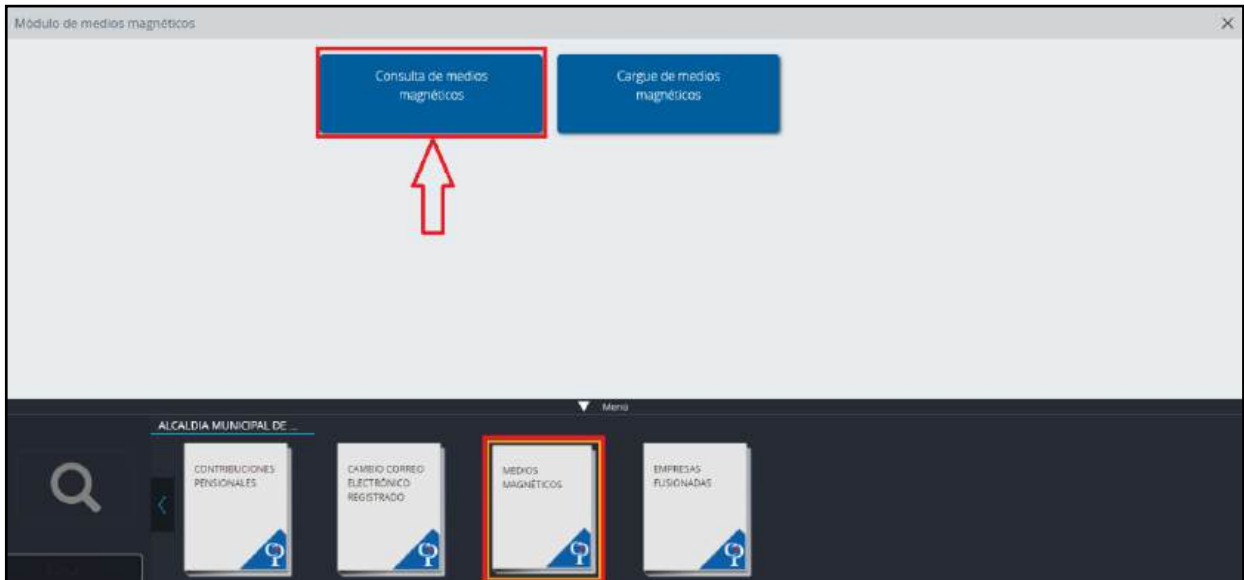 Módulo de medios magnéticos
Consulta de medios
magnéticos
Cargue de medios
magnéticos
Menú
ALCALDIA MUNICIPAL DE ...
CONTRIBUCIONES
PENSIONALES
CAMBIO CORREO
ELECTRÓNICO
REGISTRADO
MEDIOS
MAGNÉTICOS
EMPRESAS
FUSIONADAS